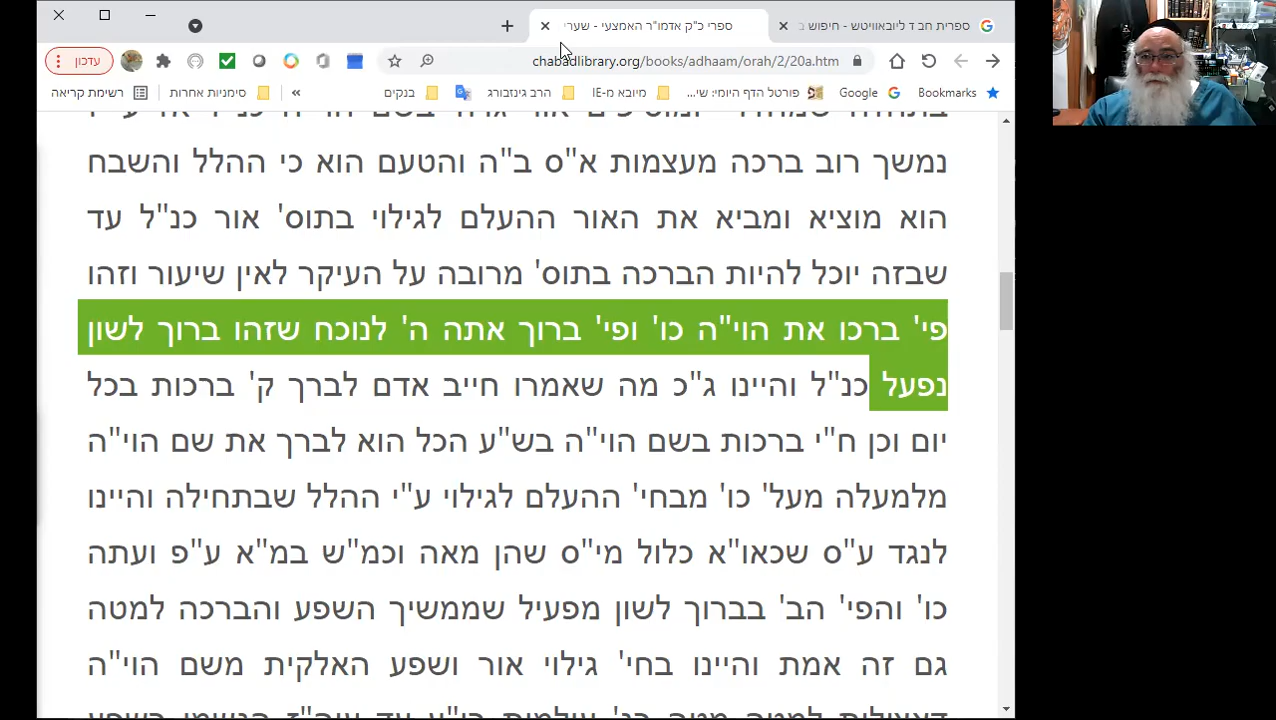 ספרי כ"ק אדמו"ר האמצעי - שערי
ספרית חב ד ליובאוויטש - חיפוש ב
עדכון
chabadlibrary.org/books/adhaam/orah/2/20a.htm
רשימת קריאה
סימניות אחרות
«
בנקים
הרב גינזבורג
מיובא מ-IE
פורטל הדף היומי: שי...
Google
Bookmarks
נמשך רוב ברכה מעצמות א"ס ב"ה והטעם הוא כי ההלל והשבח
הוא מוציא ומביא את האור ההעלם לגילוי בתוס' אור כנ"ל עד
שבזה יוכל להיות הברכה בתוס' מרובה על העיקר לאין שיעור וזהו
פי' ברכו את הוי"ה כו' ופי' ברוך אתה ה' לנוכח שזהו ברוך לשון
נפעל כנ"ל והיינו ג"כ מה שאמרו חייב אדם לברך ק' ברכות בכל
יום וכן ח"י ברכות בשם הוי"ה בש"ע הכל הוא לברך את שם הוי"ה
מלמעלה מעל' כו' מבחי' ההעלם לגילוי ע"י ההלל שבתחילה והיינו
לנגד ע"ס שכאו"א כלול מי"ס שהן מאה וכמ"ש במ"א ע"פ ועתה
כו' והפי' הב' בברוך לשון מפעיל שממשיך השפע והברכה למטה
גם זה אמת והיינו בחי' גילוי אור ושפע האלקית משם הוי"ה